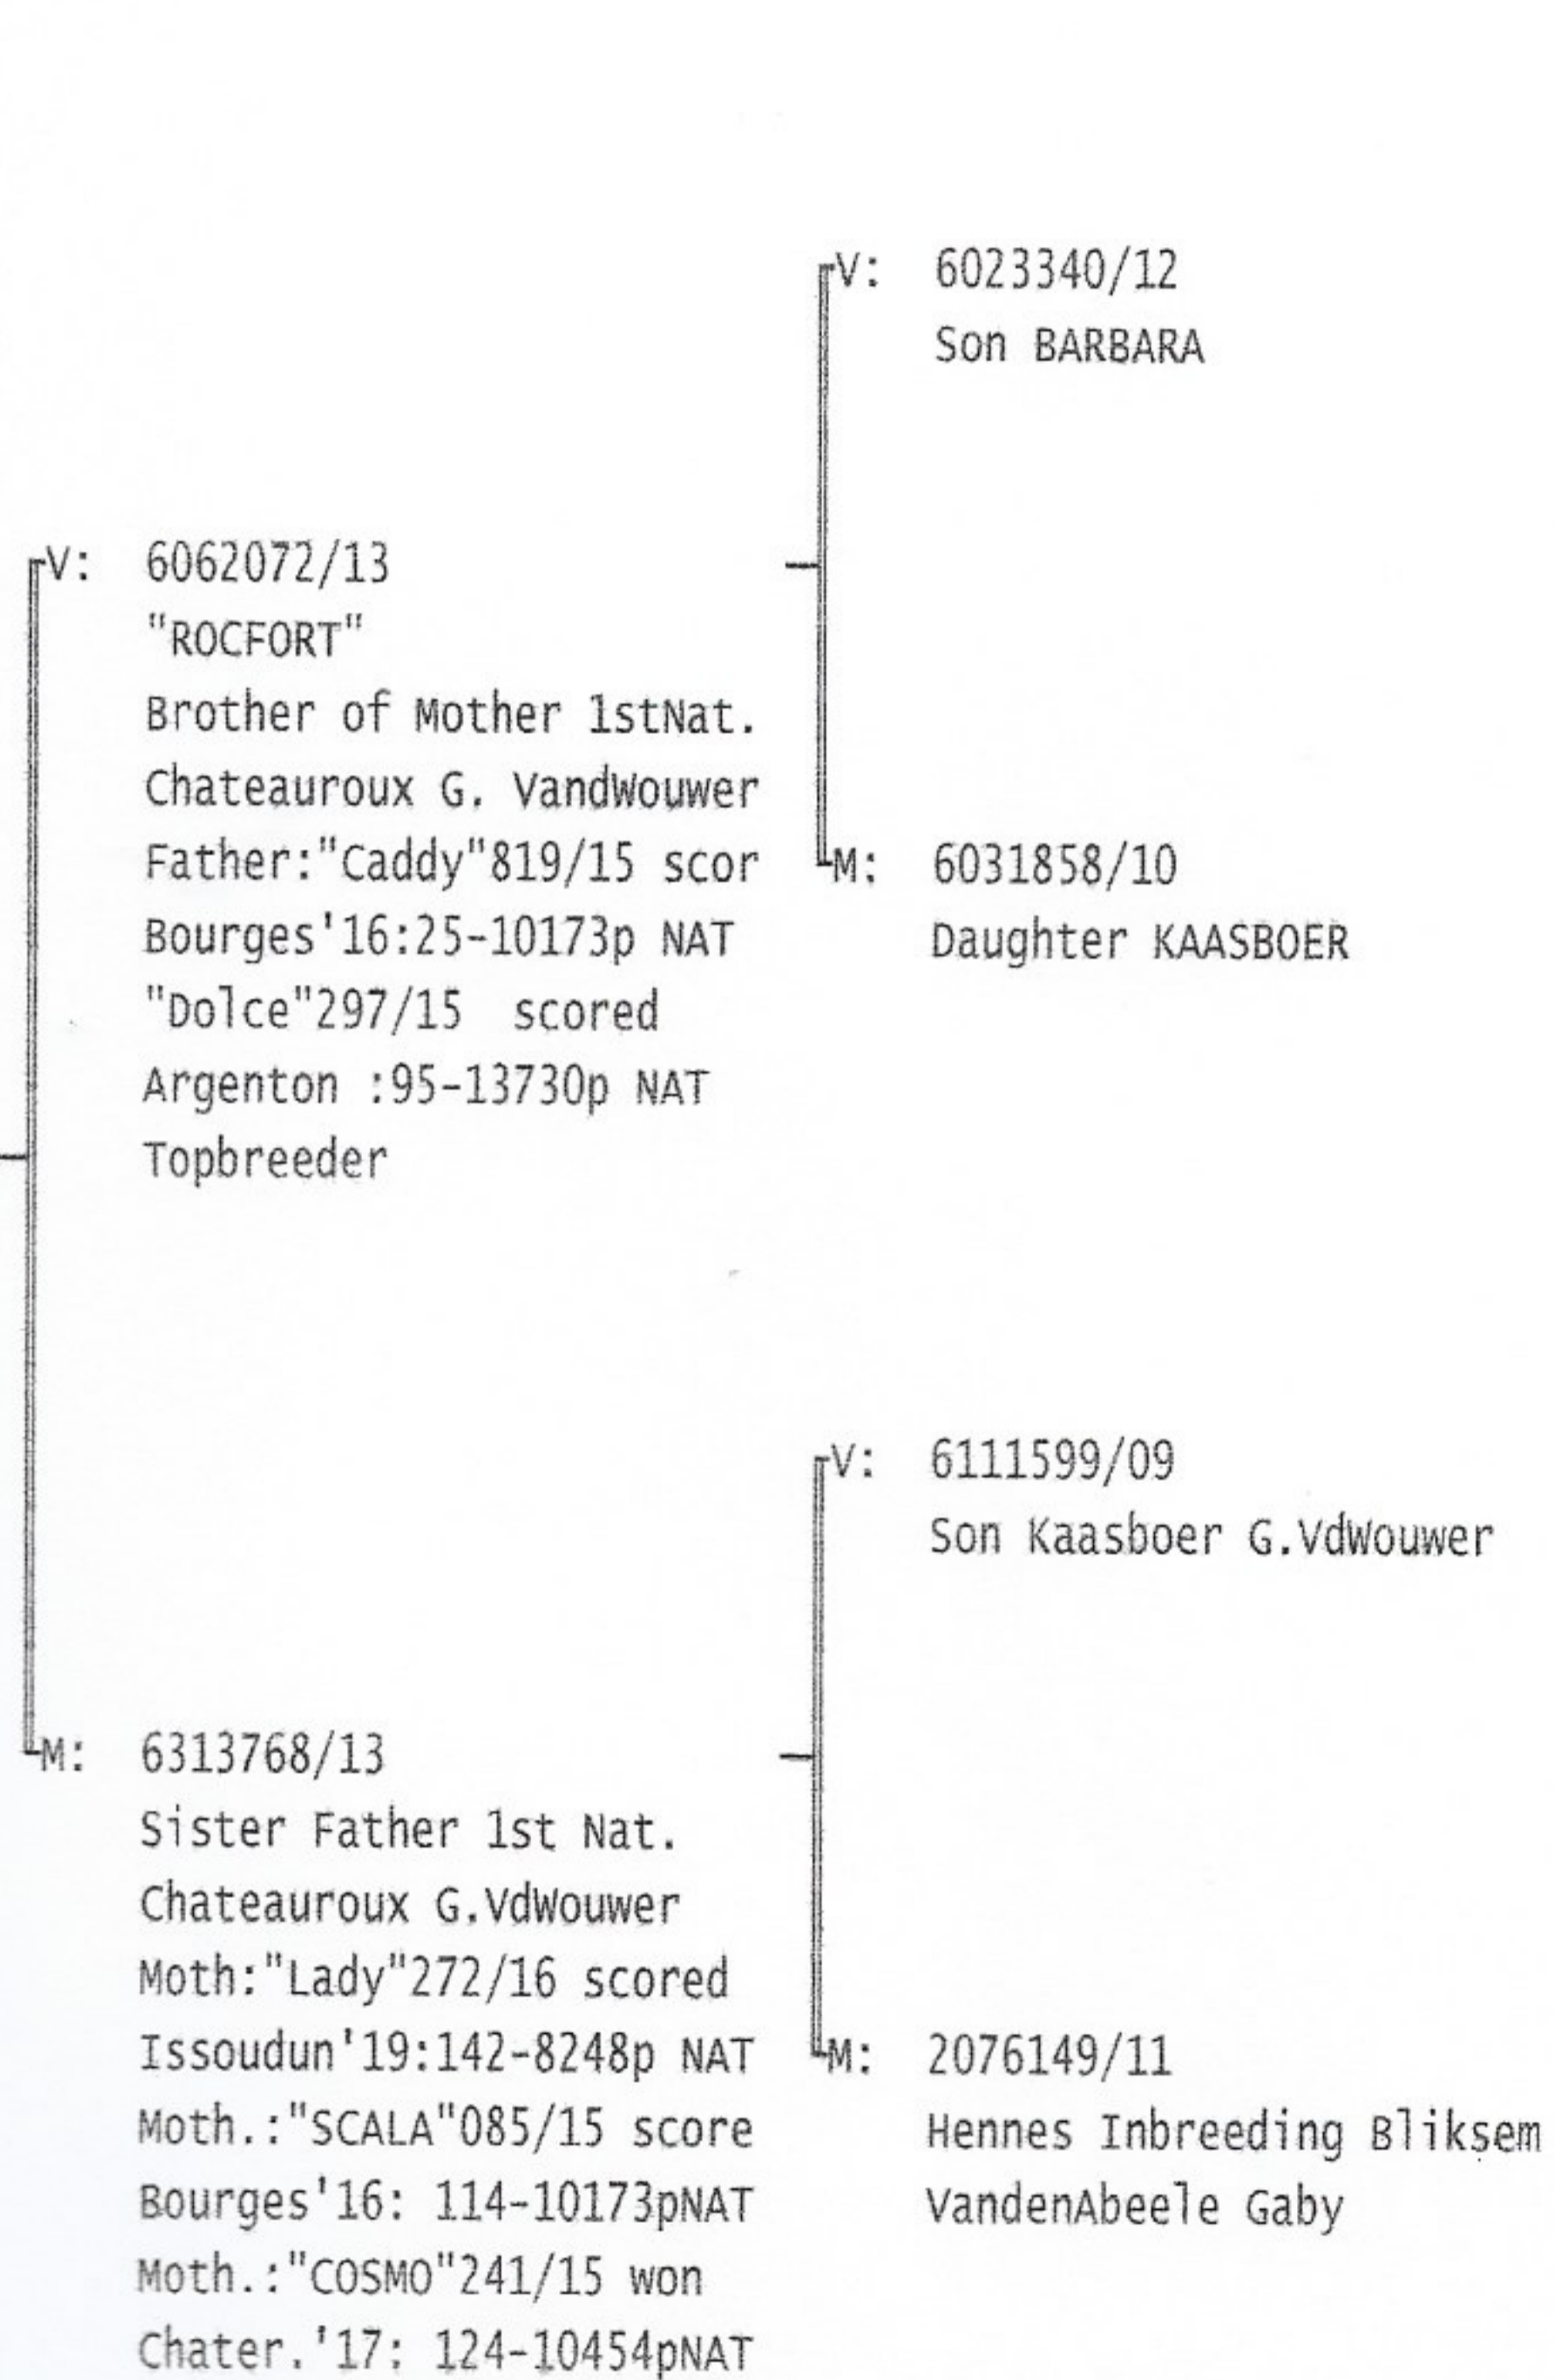 V: 6023340/12
Son BARBARA
V: 6062072/13
"ROCFORT"
Brother of Mother 1stNat.
Chateauroux G. VandWouwer
Father:"Caddy"819/15 scor
Bourges'16:25-10173p NAT
"Dolce"297/15 scored
Argenton :95-13730p NAT
Topbreeder
M: 6031858/10
Daughter KAASBOER
V: 6111599/09
Son Kaasboer G.VdWouwer
M: 6313768/13
Sister Father 1st Nat.
Chateauroux G.VdWouwer
Moth:"Lady"272/16 scored
Issoudun'19:142-8248p NAT
Moth.:"SCALA"085/15 score
Bourges'16: 114-10173pNAT
Moth.:"COSMO"241/15 won
Chater.'17: 124-10454pNAT
M: 2076149/11
Hennes Inbreeding Bliksem
VandenAbeele Gaby